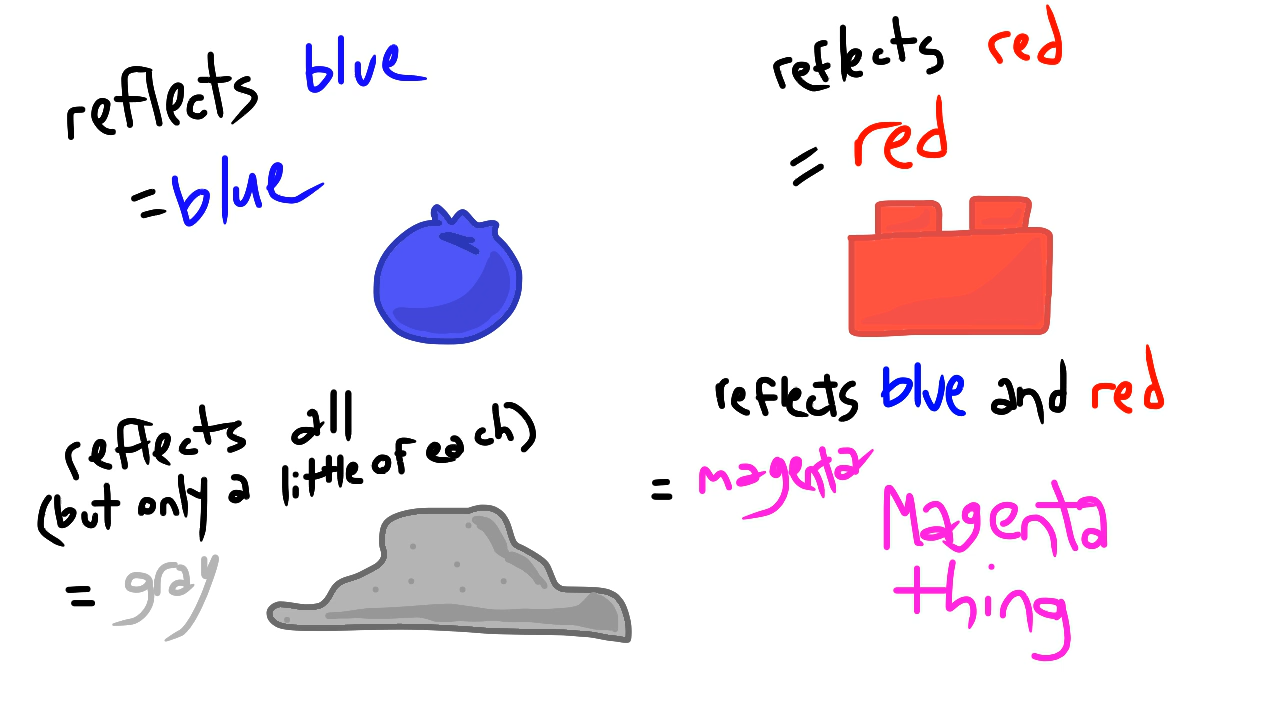 reflects blue
= blue
reflects red
= red
reflects all
(but only a little of each)
= gray
reflects blue and red
= magenta
Magenta
thing